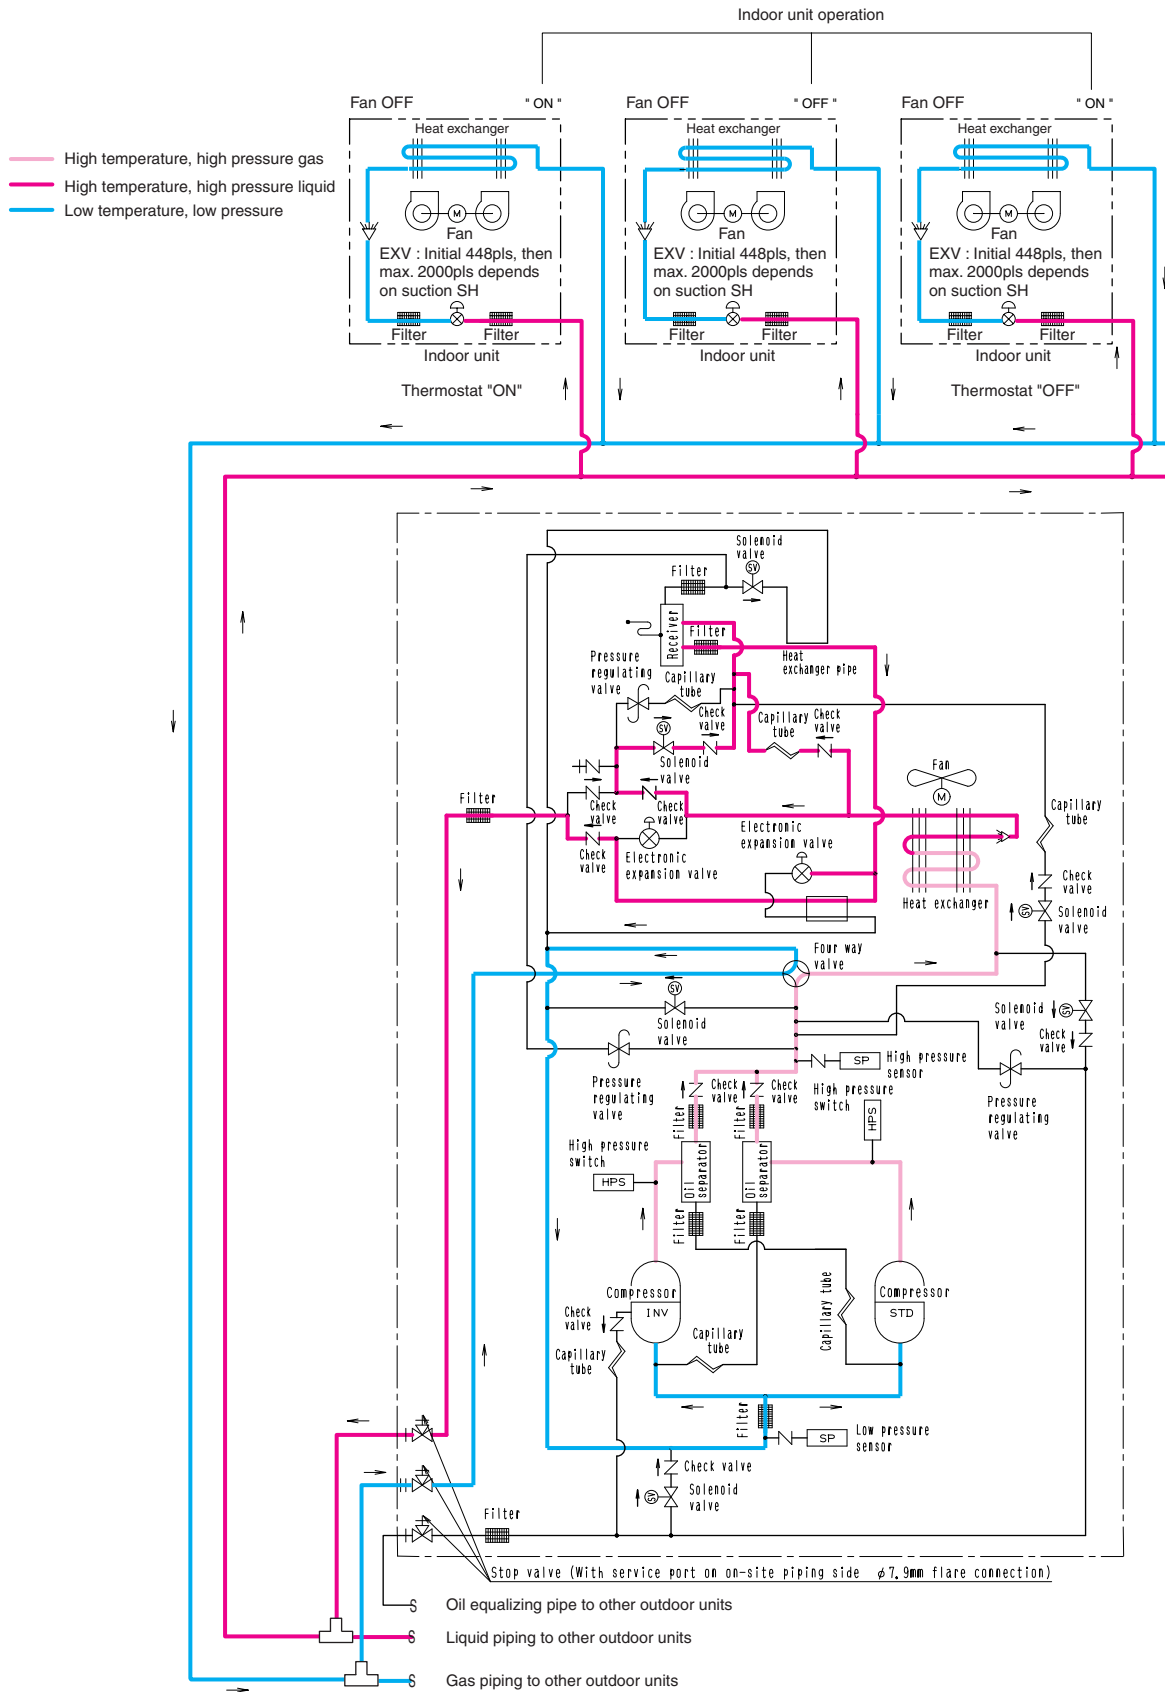 Indoor unit operation
Fan OFF
" ON "
Fan OFF
" OFF "
Fan OFF
" ON "
High temperature, high pressure gas
High temperature, high pressure liquid
Low temperature, low pressure
Heat exchanger
M
Fan
EXV : Initial 448pls, then
max. 2000pls depends
on suction SH
Filter
Filter
Indoor unit
Heat exchanger
M
Fan
EXV : Initial 448pls, then
max. 2000pls depends
on suction SH
Filter
Filter
Indoor unit
Heat exchanger
M
Fan
EXV : Initial 448pls, then
max. 2000pls depends
on suction SH
Filter
Filter
Indoor unit
Thermostat "ON"
Thermostat "OFF"
Solenoid
valve
SV
Filter
Receiver
Filter
Heat
exchanger pipe
Pressure
regulating
valve
Capillary
tube
Check
valve
SV
Solenoid
valve
Capillary
tube
Check
valve
Fan
M
Capillary
tube
Filter
Check
valve
Check
valve
Check
valve
Electronic
expansion valve
Electronic
expansion valve
Heat exchanger
Check
valve
SV
Solenoid
valve
Four way
valve
SV
Solenoid
valve
Solenoid
valve
SV
Check
valve
Pressure
regulating
valve
SP
High pressure
sensor
Pressure
regulating
valve
Check
valve
Check
valve
Filter
Filter
High pressure
switch
HPS
High pressure
switch
HPS
Oil
separator
Oil
separator
Filter
Filter
Compressor
INV
Compressor
STD
Check
valve
Capillary
tube
Capillary
tube
Capillary tube
Filter
SP
Low pressure
sensor
Check valve
SV
Solenoid
valve
Filter
Stop valve (With service port on on-site piping side φ7.9mm flare connection)
Oil equalizing pipe to other outdoor units
Liquid piping to other outdoor units
Gas piping to other outdoor units